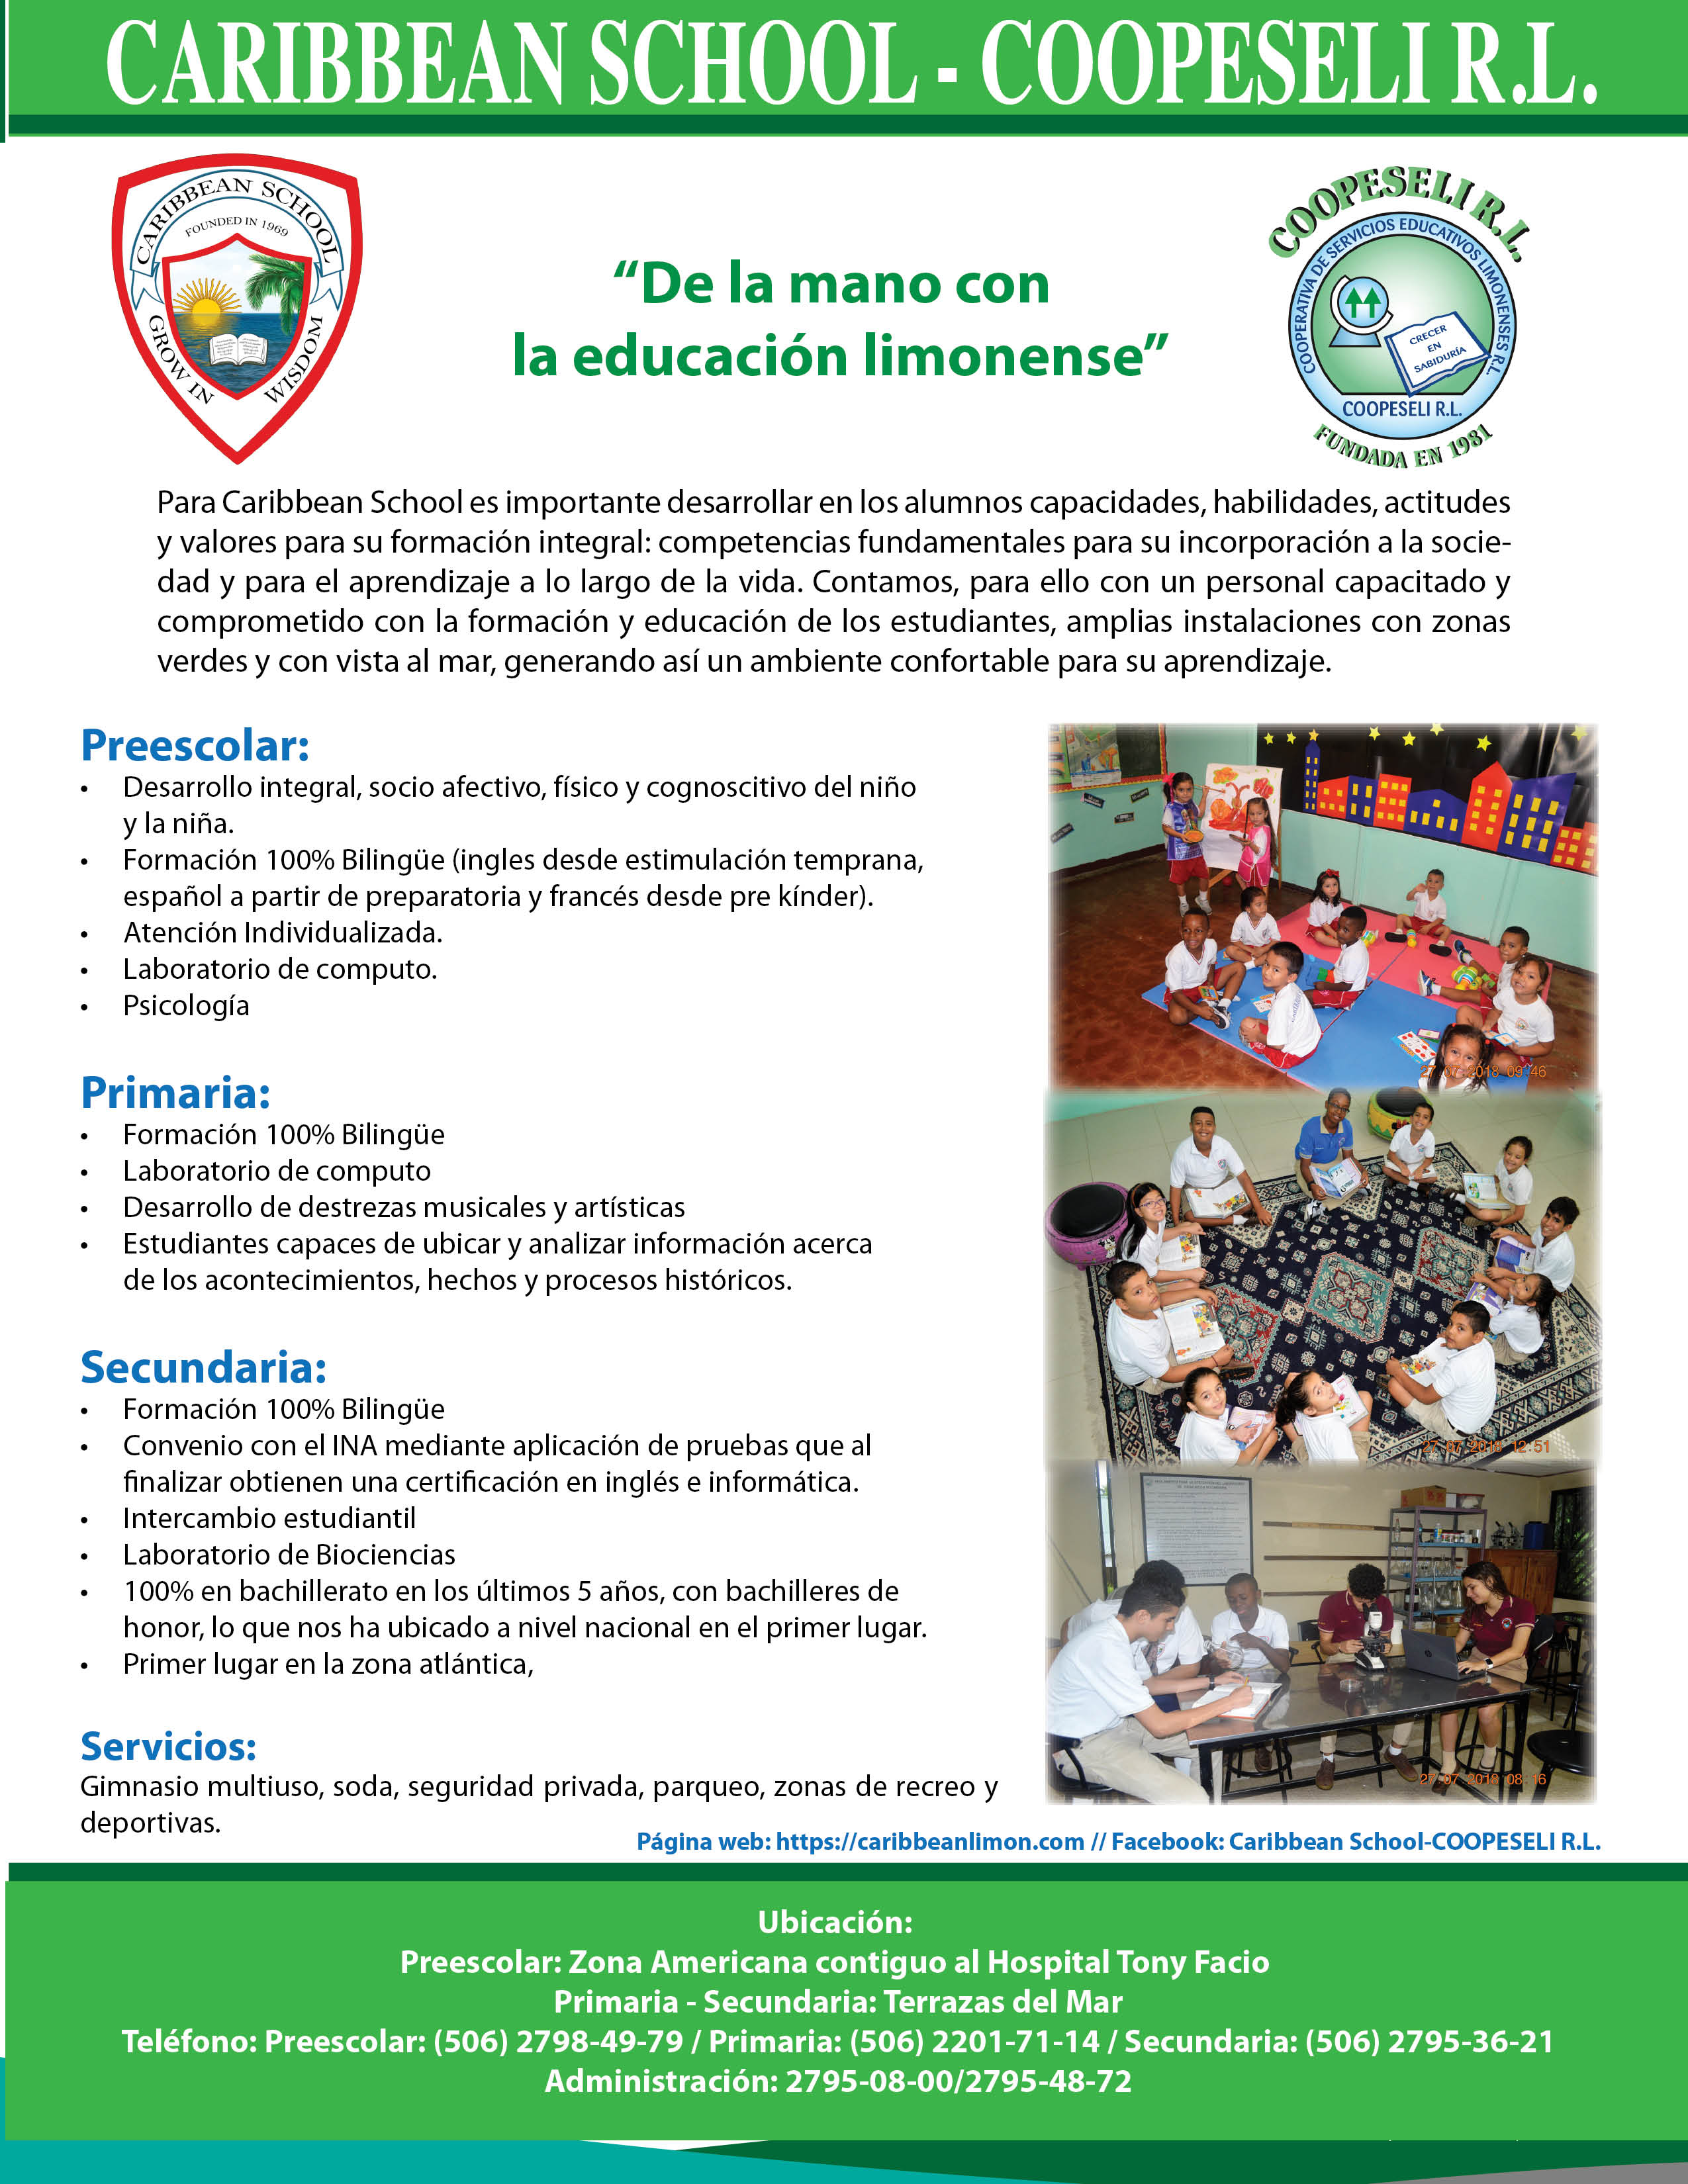 CARIBBEAN SCHOOL - COOPESELI R.L.
CARIBBEAN SCHOOL
FOUNDED IN 1969
GROW IN WISDOM
“De la mano con
la educación limonense”
COOPESELI R.L.
COOPERATIVA DE SERVICIOS EDUCATIVOS LIMONENSES R.L.
CRECER
EN
SABIDURÍA
COOPESELI R.L.
FUNDADA EN 1981
Para Caribbean School es importante desarrollar en los alumnos capacidades, habilidades, actitudes
y valores para su formación integral: competencias fundamentales para su incorporación a la socie-
dad y para el aprendizaje a lo largo de la vida. Contamos, para ello con un personal capacitado y
comprometido con la formación y educación de los estudiantes, amplias instalaciones con zonas
verdes y con vista al mar, generando así un ambiente confortable para su aprendizaje.
Preescolar:
• Desarrollo integral, socio afectivo, físico y cognoscitivo del niño
y la niña.
• Formación 100% Bilingüe (ingles desde estimulación temprana,
español a partir de preparatoria y francés desde pre kínder).
• Atención Individualizada.
• Laboratorio de computo.
• Psicología
27 07 2018 09 46
Primaria:
• Formación 100% Bilingüe
• Laboratorio de computo
• Desarrollo de destrezas musicales y artísticas
• Estudiantes capaces de ubicar y analizar información acerca
de los acontecimientos, hechos y procesos históricos.
27 07 2018 12:51
Secundaria:
• Formación 100% Bilingüe
• Convenio con el INA mediante aplicación de pruebas que al
finalizar obtienen una certificación en inglés e informática.
• Intercambio estudiantil
• Laboratorio de Biociencias
• 100% en bachillerato en los últimos 5 años, con bachilleres de
honor, lo que nos ha ubicado a nivel nacional en el primer lugar.
• Primer lugar en la zona atlántica,
27 07 2018 08 16
Servicios:
Gimnasio multiuso, soda, seguridad privada, parqueo, zonas de recreo y
deportivas.
Página web: https://caribbeanlimon.com // Facebook: Caribbean School-COOPESELI R.L.
Ubicación:
Preescolar: Zona Americana contiguo al Hospital Tony Facio
Primaria - Secundaria: Terrazas del Mar
Teléfono: Preescolar: (506) 2798-49-79 / Primaria: (506) 2201-71-14 / Secundaria: (506) 2795-36-21
Administración: 2795-08-00/2795-48-72